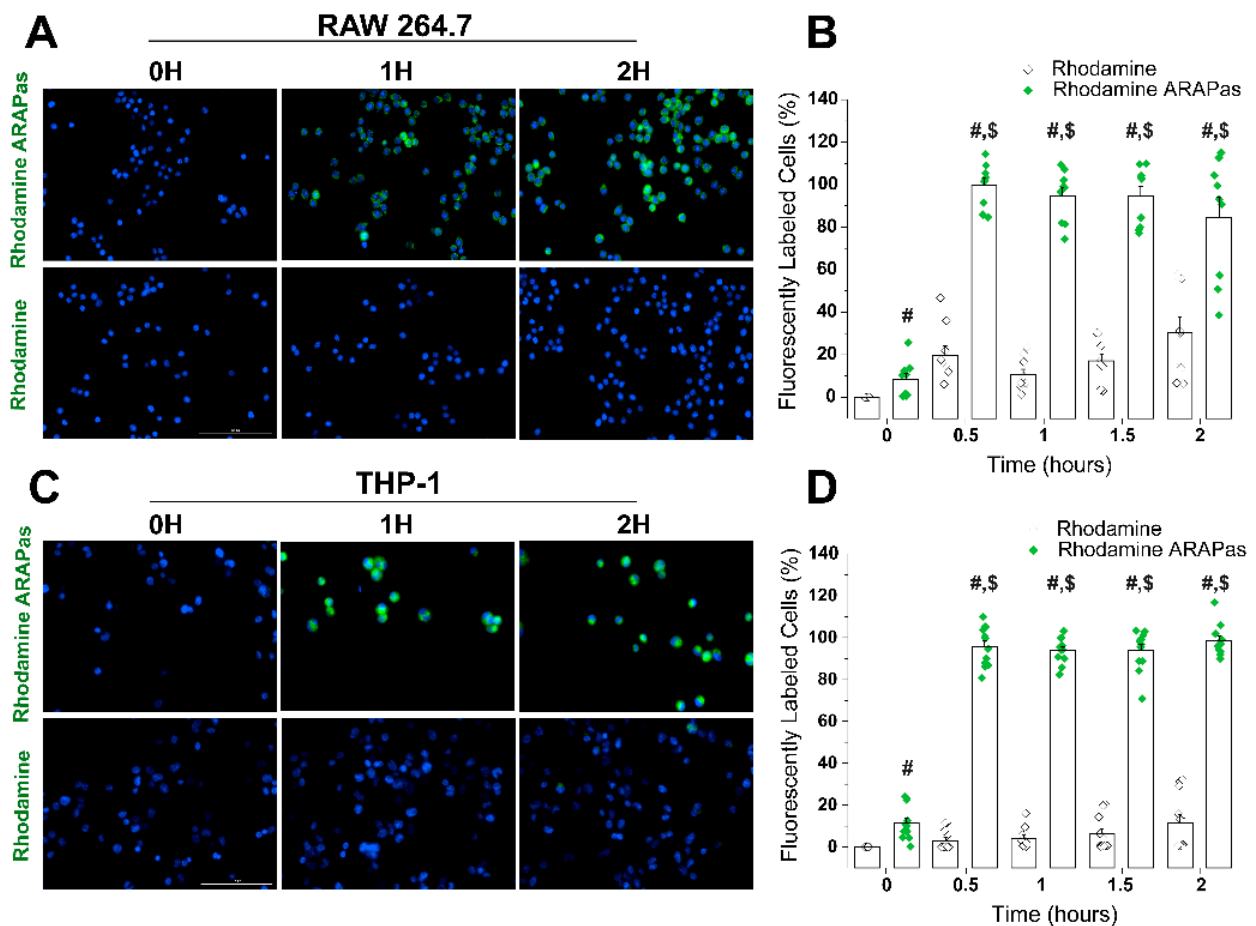 A
RAW 264.7
0H
1H
2H
Rhodamine ARAPas
Rhodamine
B
Rhodamine
Rhodamine ARAPas
Fluorescently Labeled Cells (%)
140
120
100
80
60
40
20
0
#
#,$
#,$
#,$
#,$
0
0.5
1
1.5
2
Time (hours)
C
THP-1
0H
1H
2H
Rhodamine ARAPas
Rhodamine
D
Rhodamine
Rhodamine ARAPas
Fluorescently Labeled Cells (%)
140
120
100
80
60
40
20
0
#
#,$
#,$
#,$
#,$
0
0.5
1
1.5
2
Time (hours)